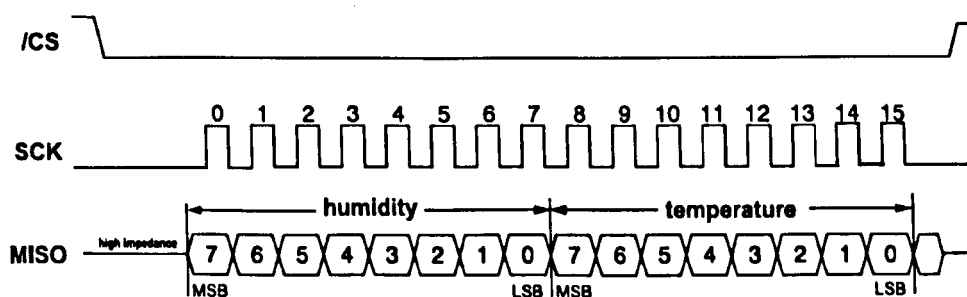 /CS
0 1 2 3 4 5 6 7 8 9 10 11 12 13 14 15
SCK
humidity temperature
MISO high impedance 7 6 5 4 3 2 1 0 7 6 5 4 3 2 1 0
MSB LSB MSB LSB